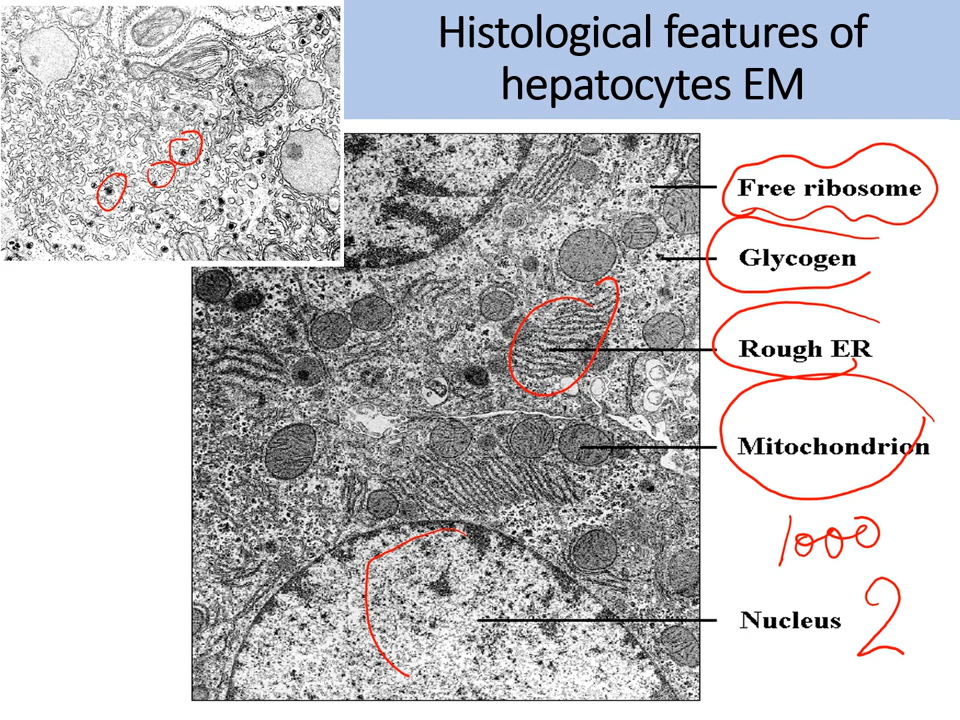 Histological features of
hepatocytes EM
Free ribosome
Glycogen
Rough ER
Mitochondrion
1000
Nucleus 2